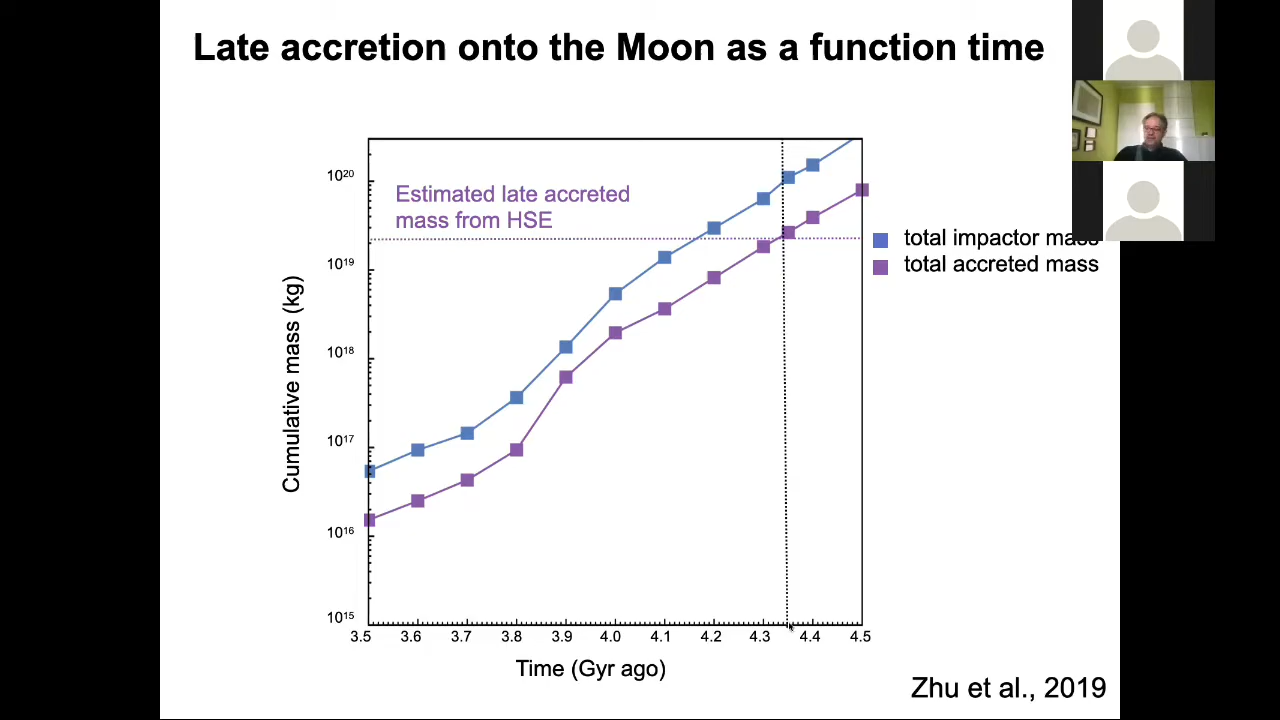 Late accretion onto the Moon as a function time
Estimated late accreted
mass from HSE
total impactor mass
total accreted mass
Cumulative mass (kg)
10²⁰
10¹⁹
10¹⁸
10¹⁷
10¹⁶
10¹⁵
3.5 3.6 3.7 3.8 3.9 4.0 4.1 4.2 4.3 4.4 4.5
Time (Gyr ago)
Zhu et al., 2019